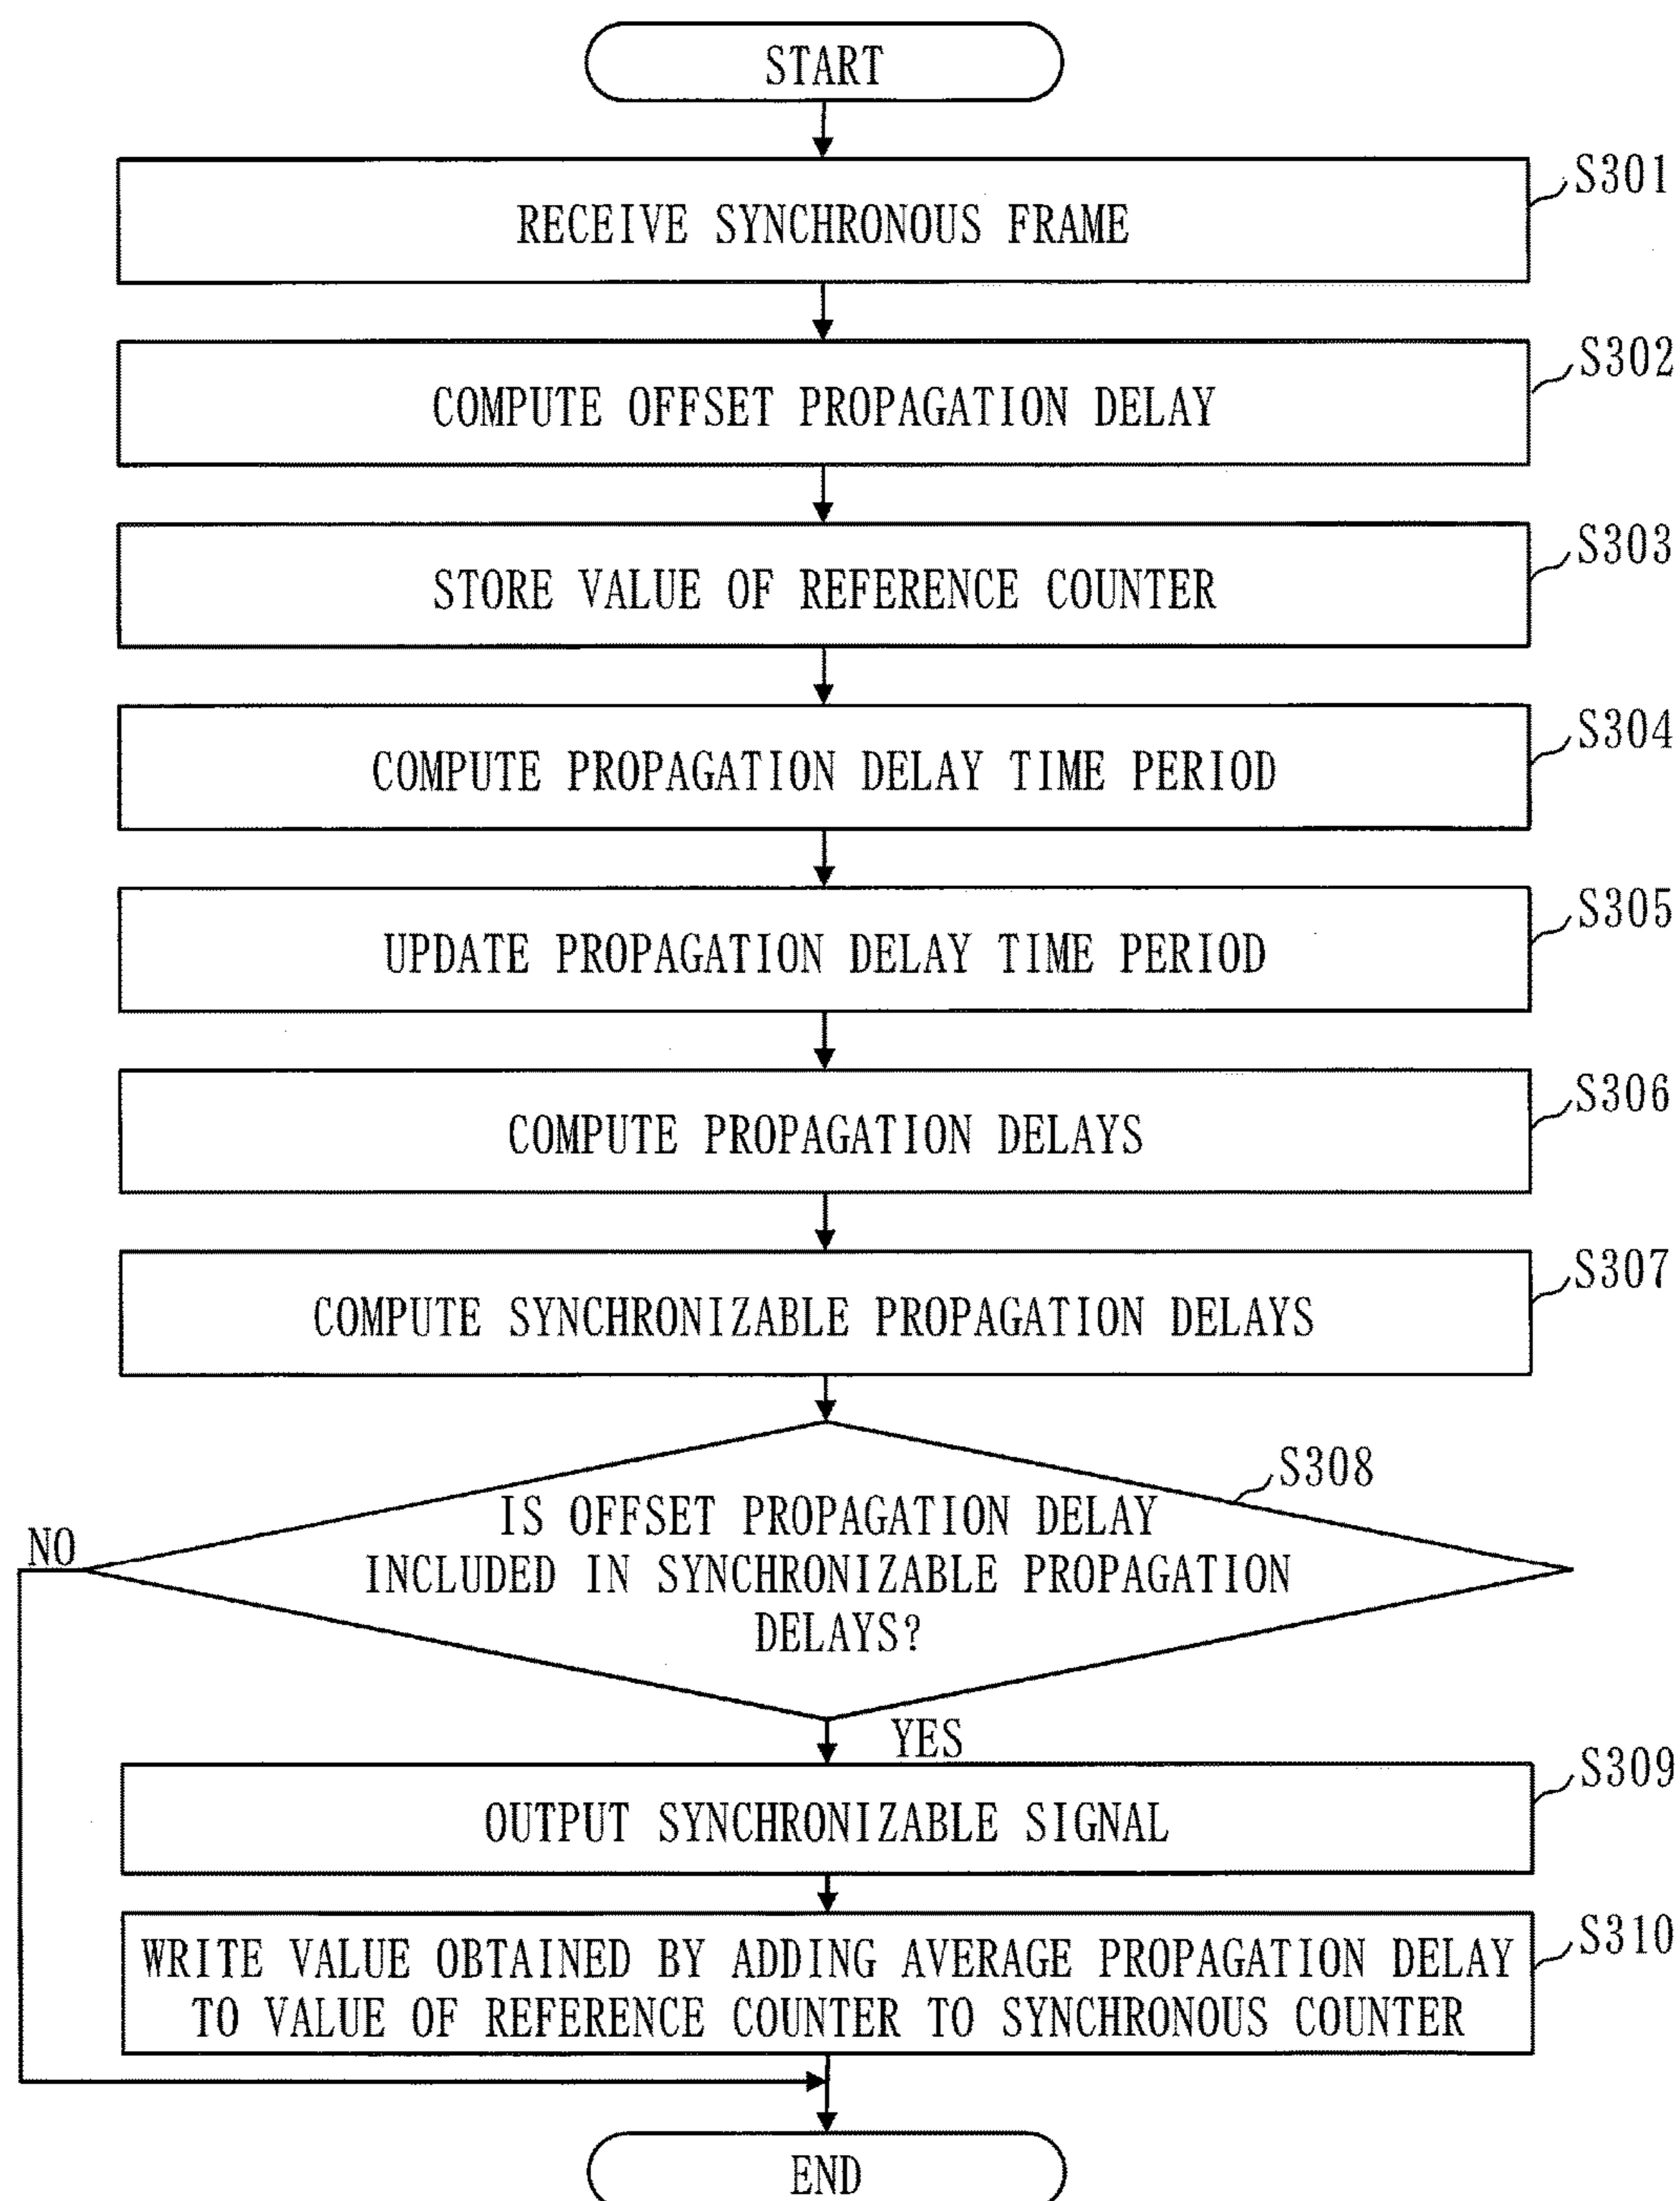 START
S301
RECEIVE SYNCHRONOUS FRAME
S302
COMPUTE OFFSET PROPAGATION DELAY
S303
STORE VALUE OF REFERENCE COUNTER
S304
COMPUTE PROPAGATION DELAY TIME PERIOD
S305
UPDATE PROPAGATION DELAY TIME PERIOD
S306
COMPUTE PROPAGATION DELAYS
S307
COMPUTE SYNCHRONIZABLE PROPAGATION DELAYS
S308
IS OFFSET PROPAGATION DELAY
INCLUDED IN SYNCHRONIZABLE PROPAGATION
DELAYS?
NO
YES
S309
OUTPUT SYNCHRONIZABLE SIGNAL
S310
WRITE VALUE OBTAINED BY ADDING AVERAGE PROPAGATION DELAY
TO VALUE OF REFERENCE COUNTER TO SYNCHRONOUS COUNTER
END